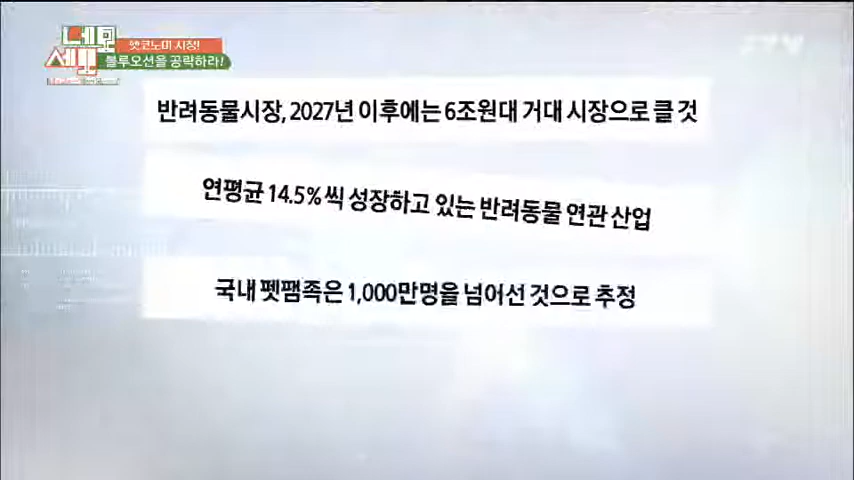 네모
세모
펫코노미 시장!
블루오션을 공략하라!
반려동물시장, 2027년 이후에는 6조원대 거대 시장으로 클 것
연평균 14.5%씩 성장하고 있는 반려동물 연관 산업
국내 펫팸족은 1,000만명을 넘어선 것으로 추정